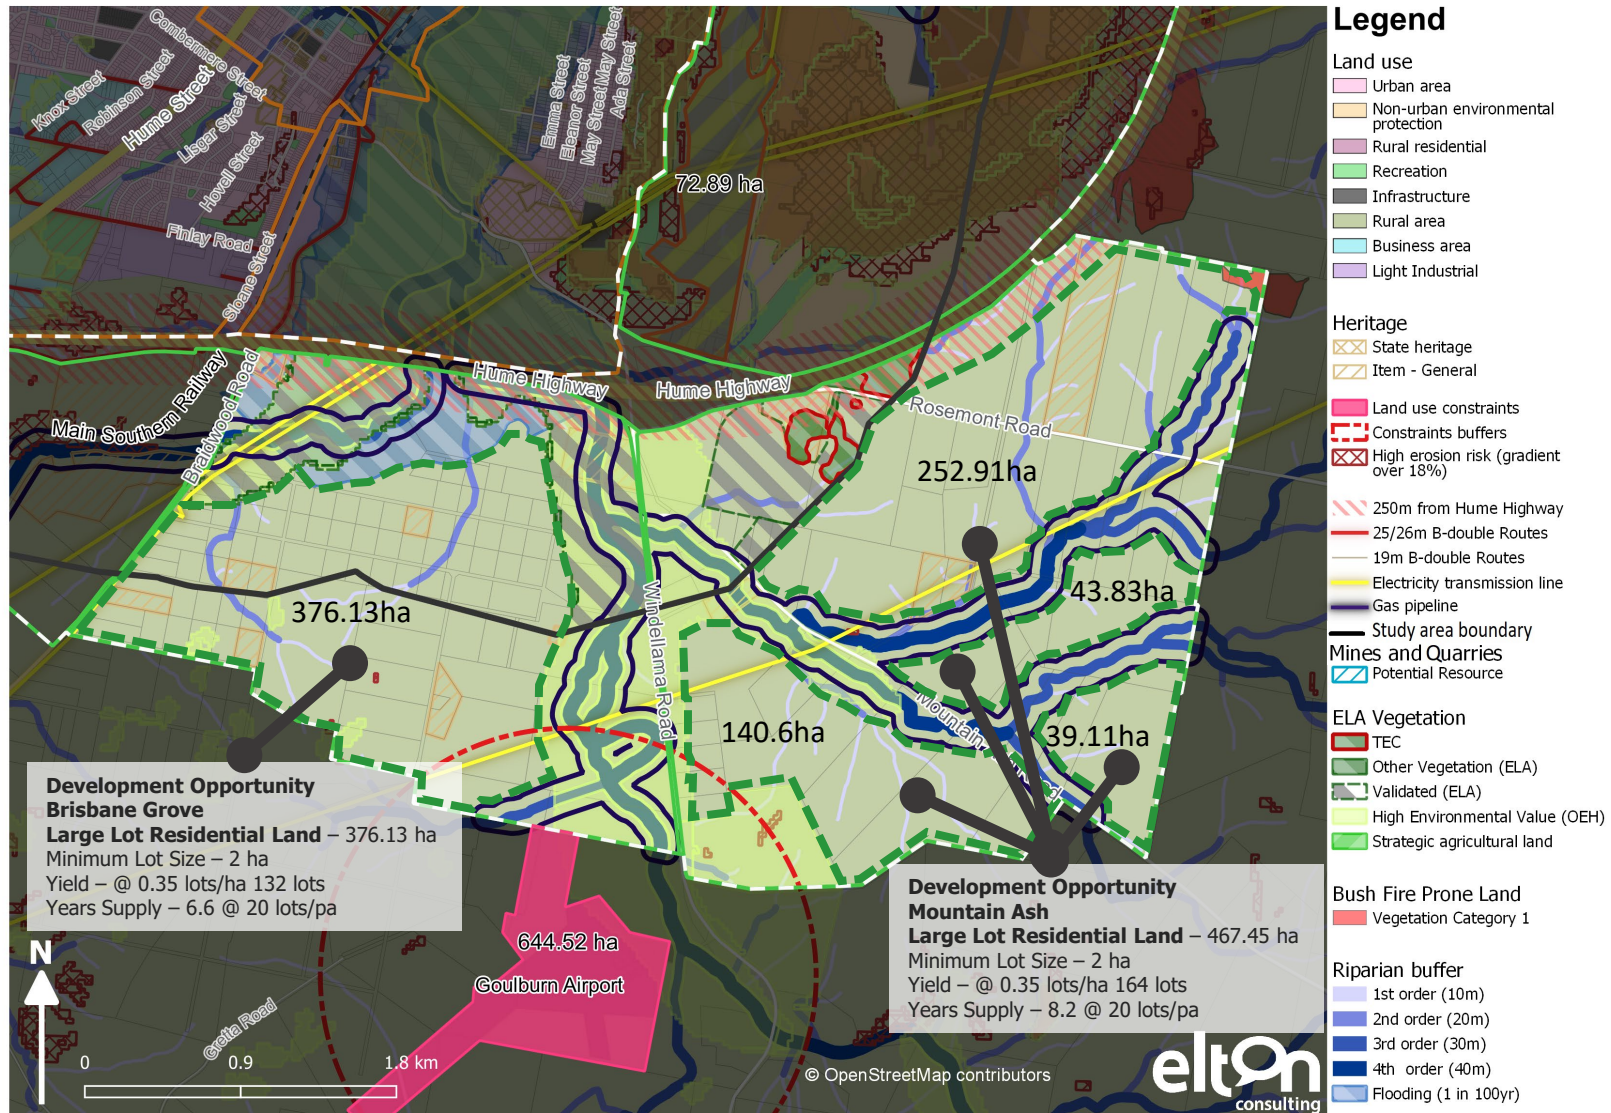 Combermere Street
Knox Street
Robinson Street
Hume Street
Lisgar Street
Hovell Street
Finlay Road
Sloane Street
Emma Street
Eleanor Street
May Street May Street
Ada Street
72.89 ha
Main Southern Railway
Braidwood Road
Hume Highway
Hume Highway
Rosemont Road
252.91ha
376.13ha
43.83ha
Windellama Road
140.6ha
Mountain
39.11ha
Development Opportunity
Brisbane Grove
Large Lot Residential Land – 376.13 ha
Minimum Lot Size – 2 ha
Yield – @ 0.35 lots/ha 132 lots
Years Supply – 6.6 @ 20 lots/pa
Development Opportunity
Mountain Ash
Large Lot Residential Land – 467.45 ha
Minimum Lot Size – 2 ha
Yield – @ 0.35 lots/ha 164 lots
Years Supply – 8.2 @ 20 lots/pa
644.52 ha
Goulburn Airport
Gretta Road
N
0 0.9 1.8 km
© OpenStreetMap contributors
elton
consulting
Legend
Land use
Urban area
Non-urban environmental
protection
Rural residential
Recreation
Infrastructure
Rural area
Business area
Light Industrial
Heritage
State heritage
Item - General
Land use constraints
Constraints buffers
High erosion risk (gradient
over 18%)
250m from Hume Highway
25/26m B-double Routes
19m B-double Routes
Electricity transmission line
Gas pipeline
Study area boundary
Mines and Quarries
Potential Resource
ELA Vegetation
TEC
Other Vegetation (ELA)
Validated (ELA)
High Environmental Value (OEH)
Strategic agricultural land
Bush Fire Prone Land
Vegetation Category 1
Riparian buffer
1st order (10m)
2nd order (20m)
3rd order (30m)
4th order (40m)
Flooding (1 in 100yr)